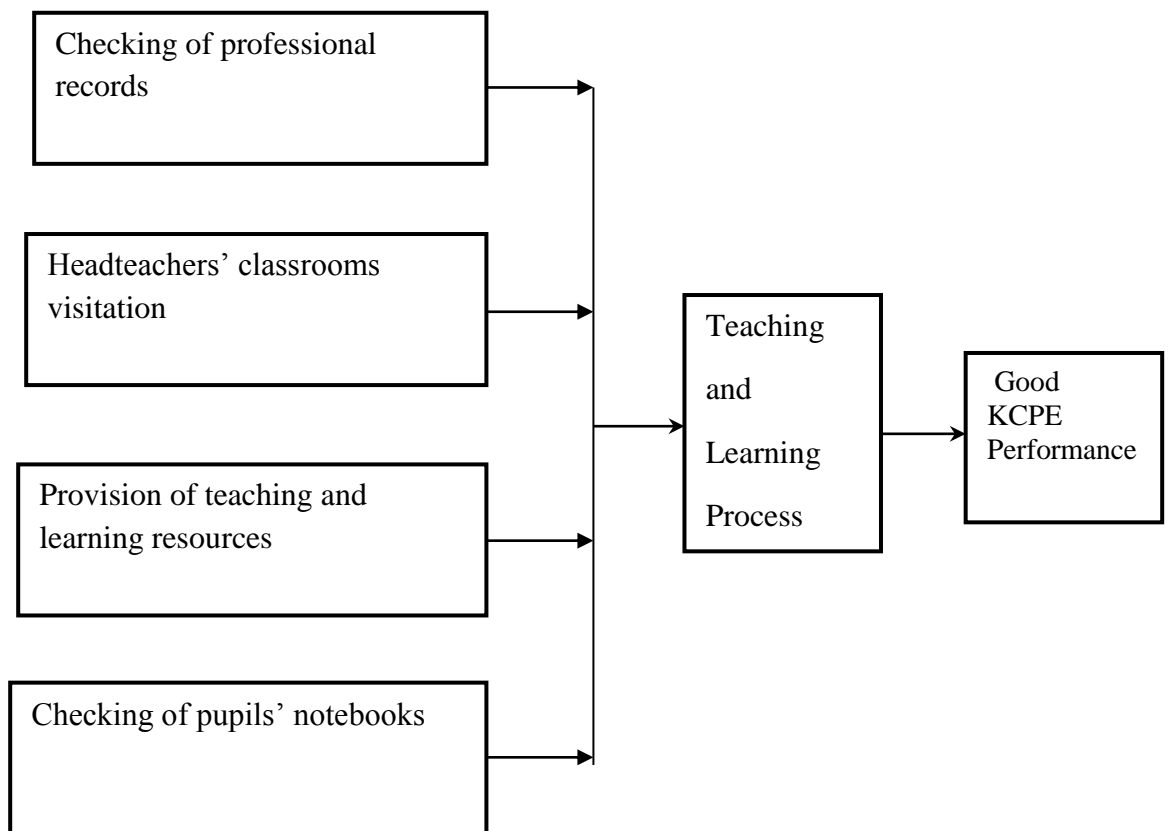 Checking of professional
records
Headteachers’ classrooms
visitation
Provision of teaching and
learning resources
Checking of pupils’ notebooks
Teaching
and
Learning
Process
Good
KCPE
Performance